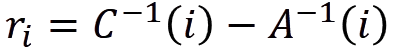 r_i = C^{-1}(i) − A^{-1}(i)